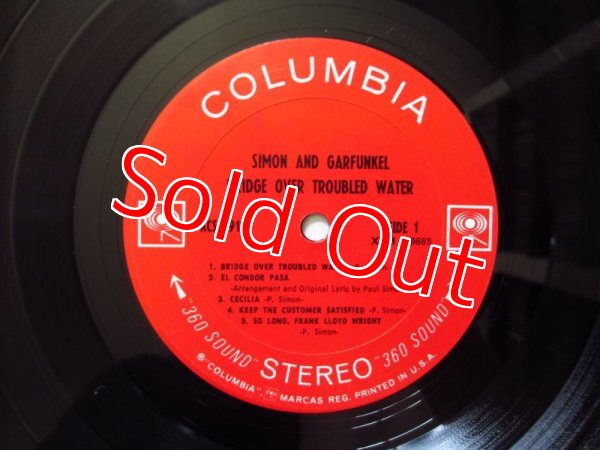 COLUMBIA
SIMON AND GARFUNKEL
BRIDGE OVER TROUBLED WATER
SIDE 1
1. BRIDGE OVER TROUBLED
2. EL CONDOR PASA
-Arrangement and Original Lyric by Paul
3. CECILIA -P. Simon-
4. KEEP THE CUSTOMER SATISFIED -P. Simon-
5. SO LONG, FRANK LLOYD WRIGHT
-P. Simon-
"360 SOUND" STEREO "360 SOUND"
Ⓟ "COLUMBIA" MARCAS REG. PRINTED IN U.S.A.
Sold Out